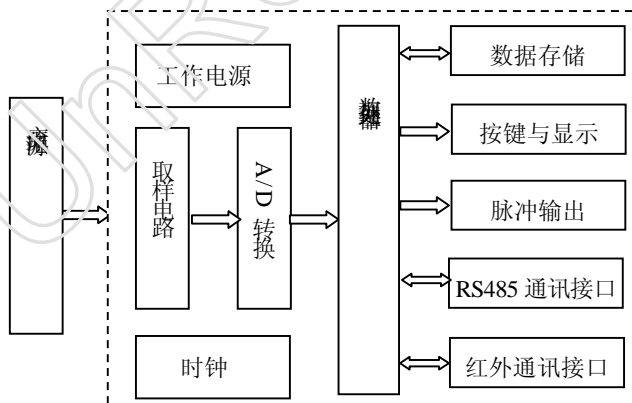 工作电源
数据存储
按键与显示
取样电路
A/D 转换
脉冲输出
RS485 通讯接口
时钟
红外通讯接口